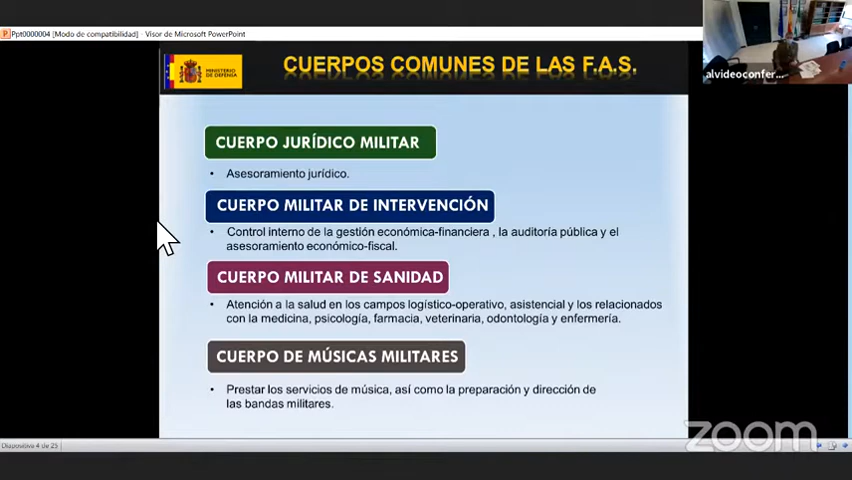 Ppt0000004 [Modo de compatibilidad] - Visor de Microsoft PowerPoint
alvideoconfer...
MINISTERIO
DE DEFENSA
CUERPOS COMUNES DE LAS F.A.S.
CUERPO JURÍDICO MILITAR
• Asesoramiento jurídico.
CUERPO MILITAR DE INTERVENCIÓN
• Control interno de la gestión económica-financiera , la auditoría pública y el
asesoramiento económico-fiscal.
CUERPO MILITAR DE SANIDAD
• Atención a la salud en los campos logístico-operativo, asistencial y los relacionados
con la medicina, psicología, farmacia, veterinaria, odontología y enfermería.
CUERPO DE MÚSICAS MILITARES
• Prestar los servicios de música, así como la preparación y dirección de
las bandas militares.
Diapositiva 4 de 25
zoom